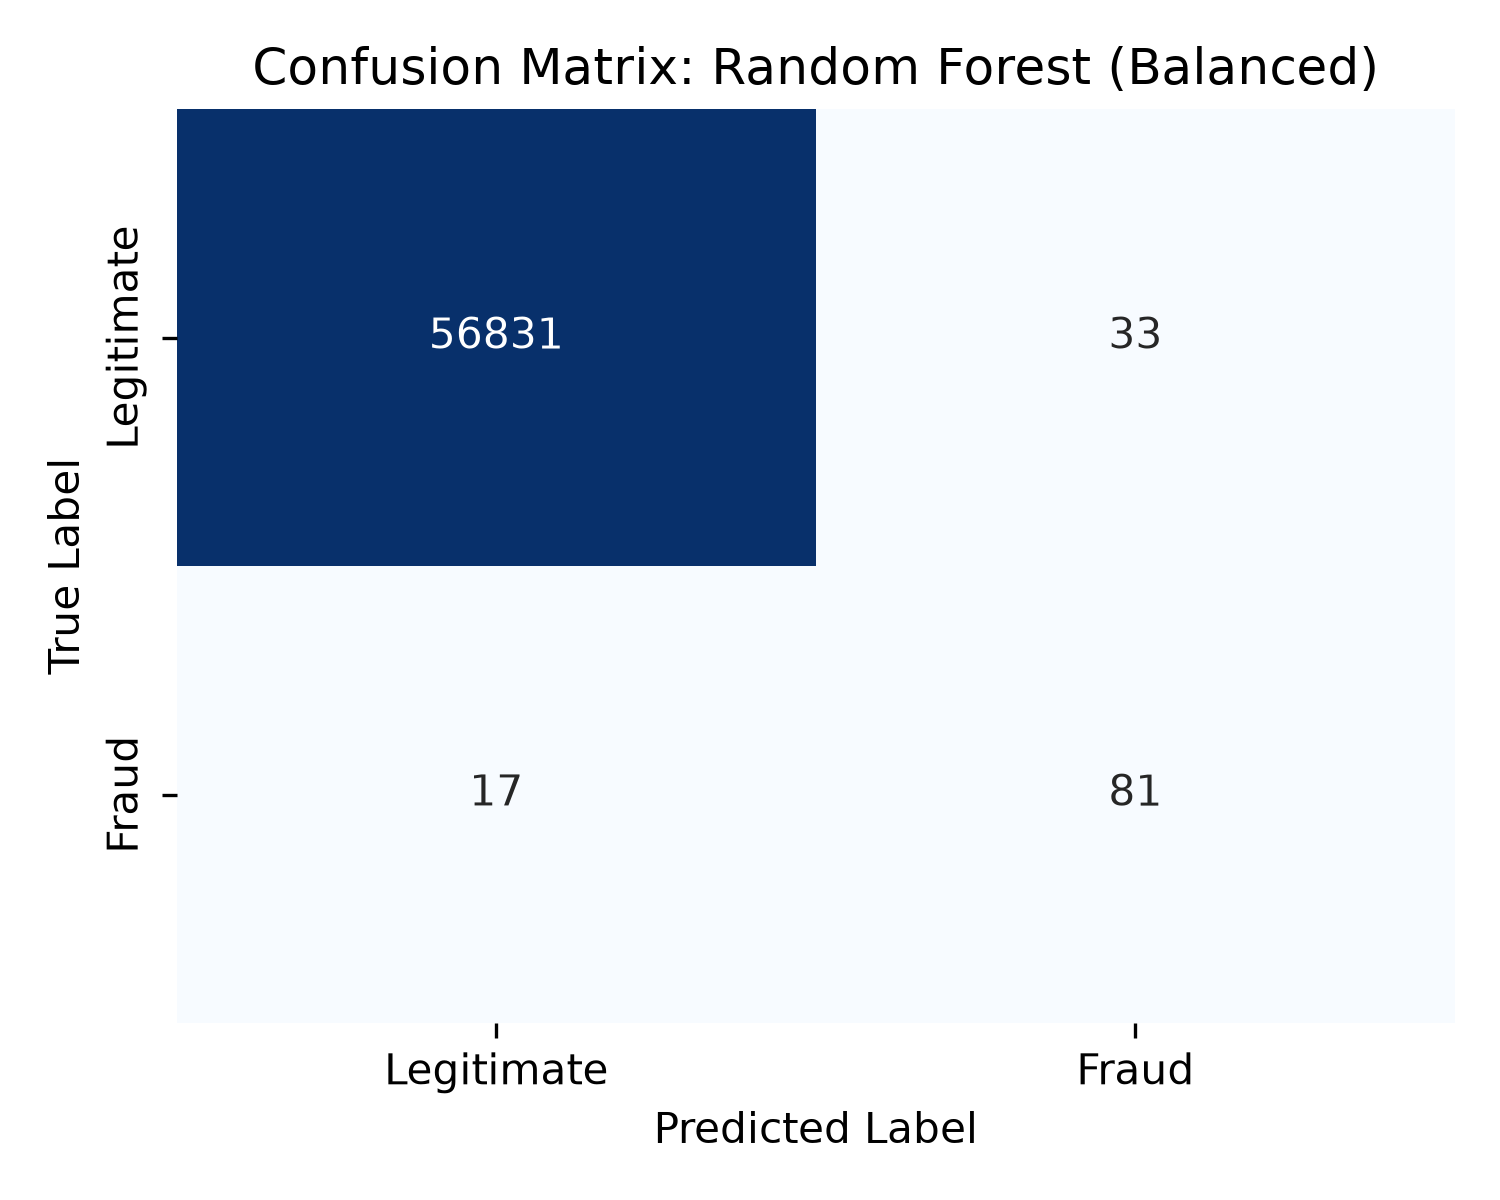 Confusion Matrix: Random Forest (Balanced)
True Label
Legitimate
56831
33
Fraud
17
81
Legitimate
Fraud
Predicted Label